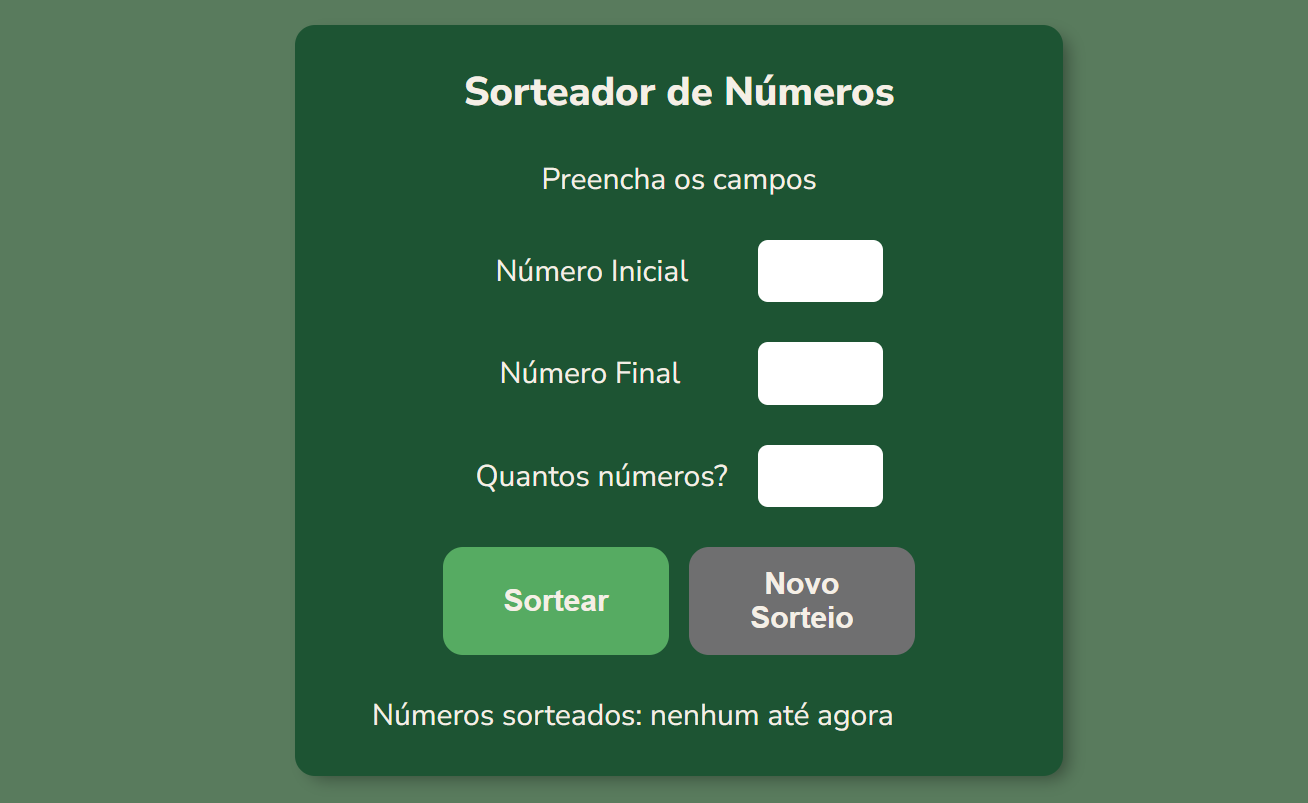 Sorteador de Números
Preencha os campos
Número Inicial
Número Final
Quantos números?
Sortear
Novo
Sorteio
Números sorteados: nenhum até agora